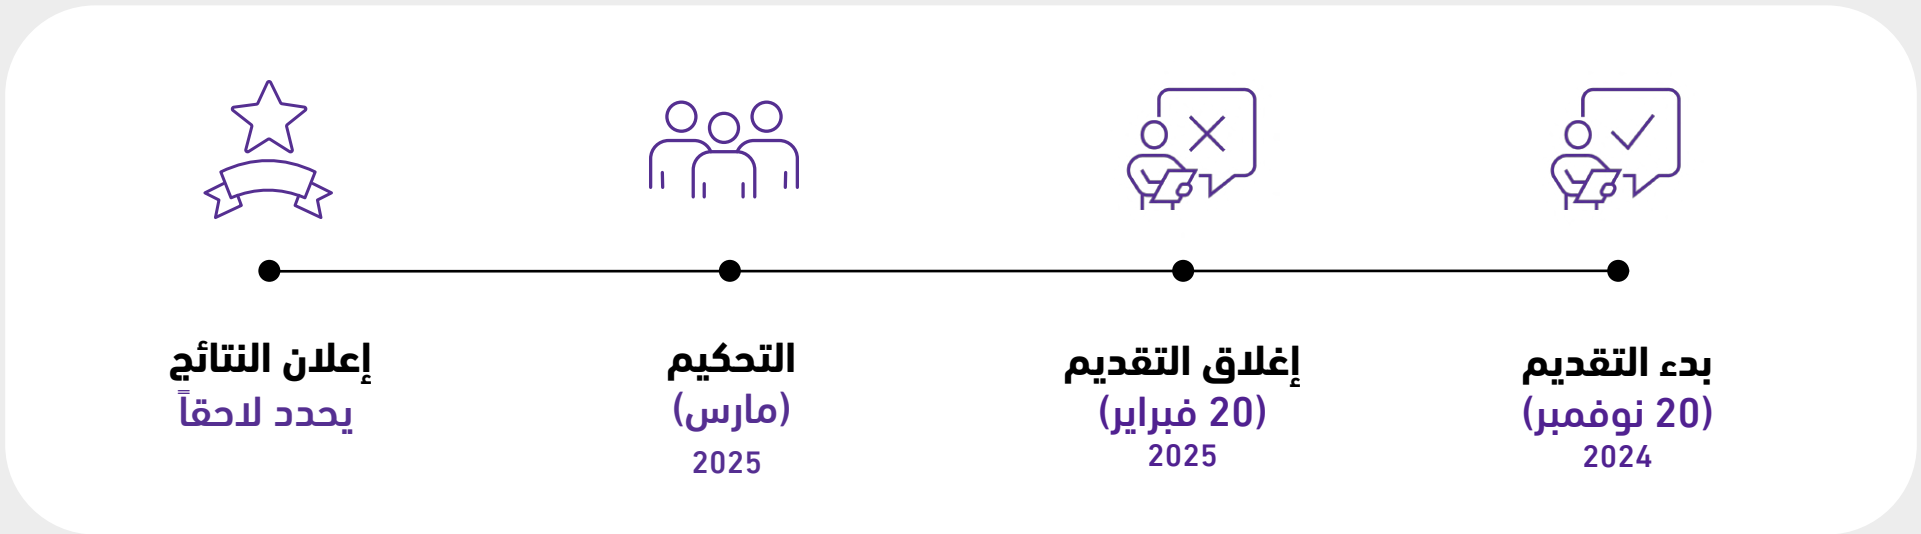 بدء التقديم
(20 نوفمبر)
2024
إغلاق التقديم
(20 فبراير)
2025
التحكيم
(مارس)
2025
إعلان النتائج
يحدد لاحقاً